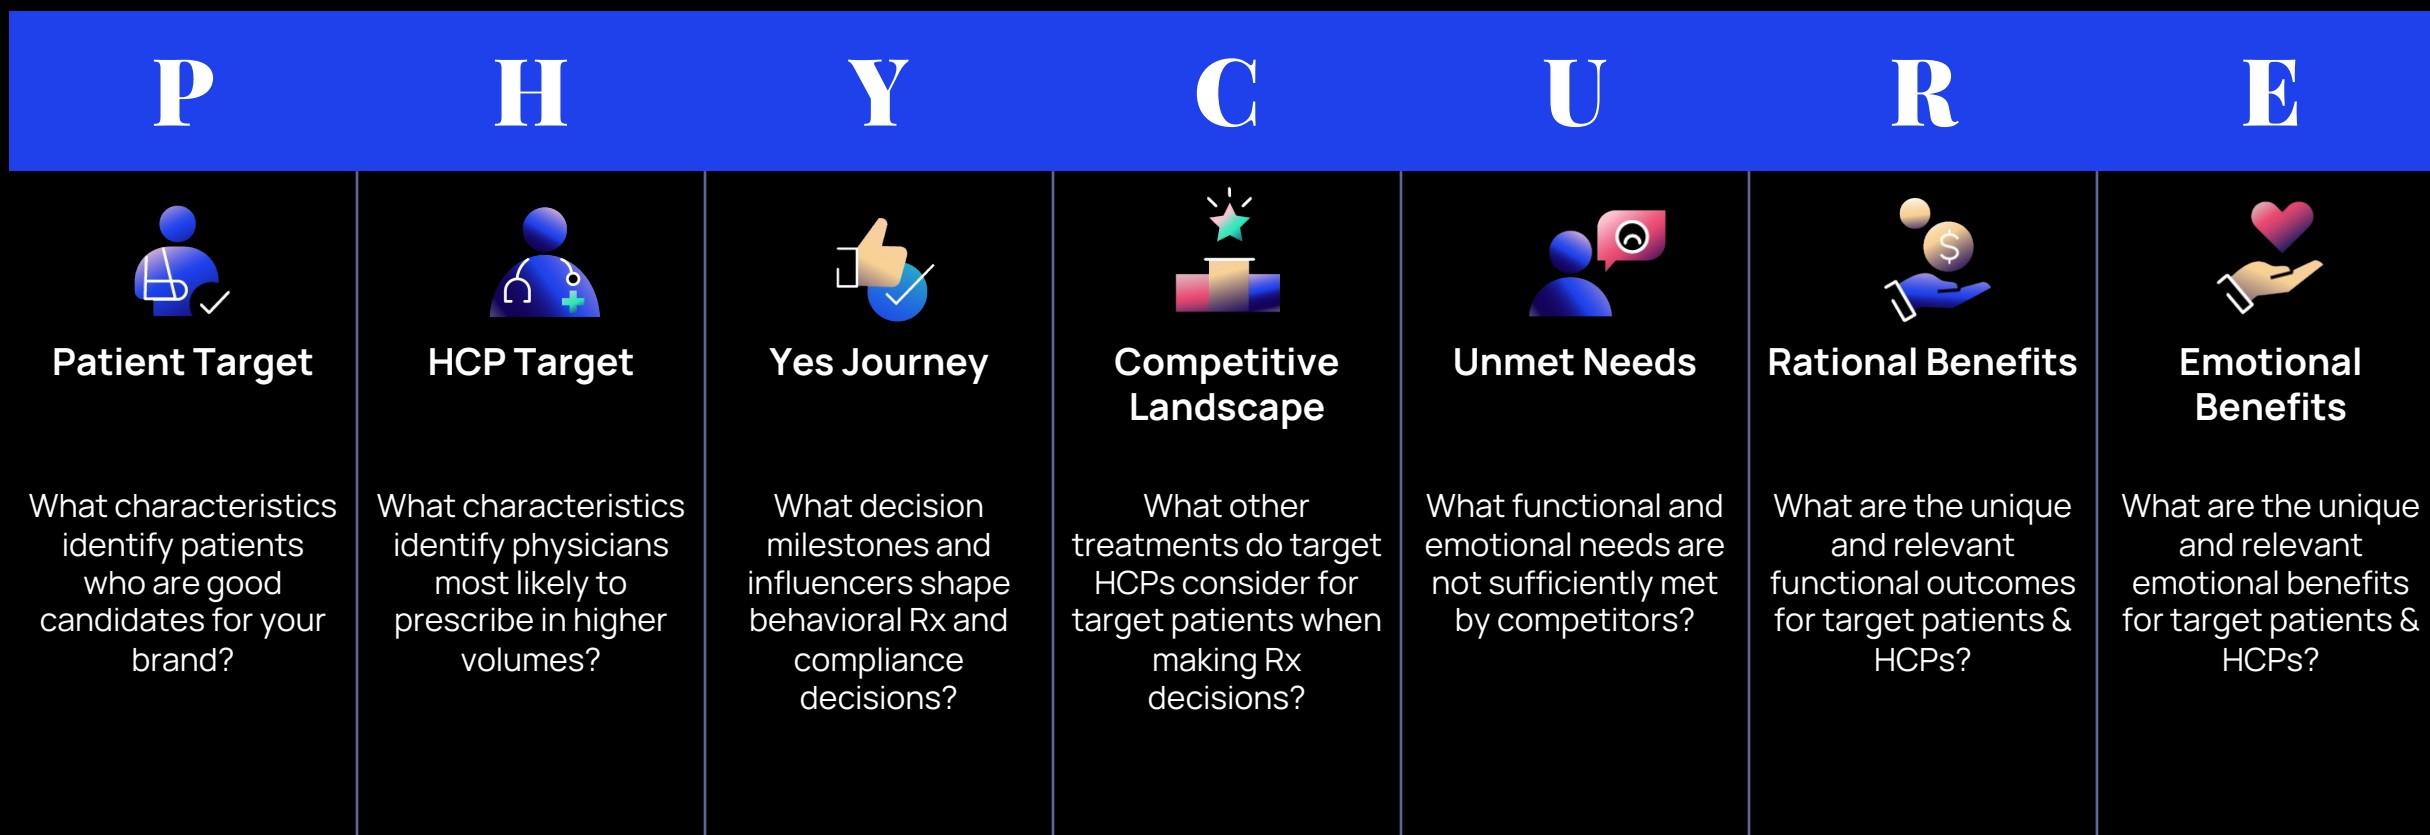 P H Y C U R E
Patient Target
What characteristics
identify patients
who are good
candidates for your
brand?
HCP Target
What characteristics
identify physicians
most likely to
prescribe in higher
volumes?
Yes Journey
What decision
milestones and
influencers shape
behavioral Rx and
compliance
decisions?
Competitive
Landscape
What other
treatments do target
HCPs consider for
target patients when
making Rx
decisions?
Unmet Needs
What functional and
emotional needs are
not sufficiently met
by competitors?
$
Rational Benefits
What are the unique
and relevant
functional outcomes
for target patients &
HCPs?
Emotional
Benefits
What are the unique
and relevant
emotional benefits
for target patients &
HCPs?